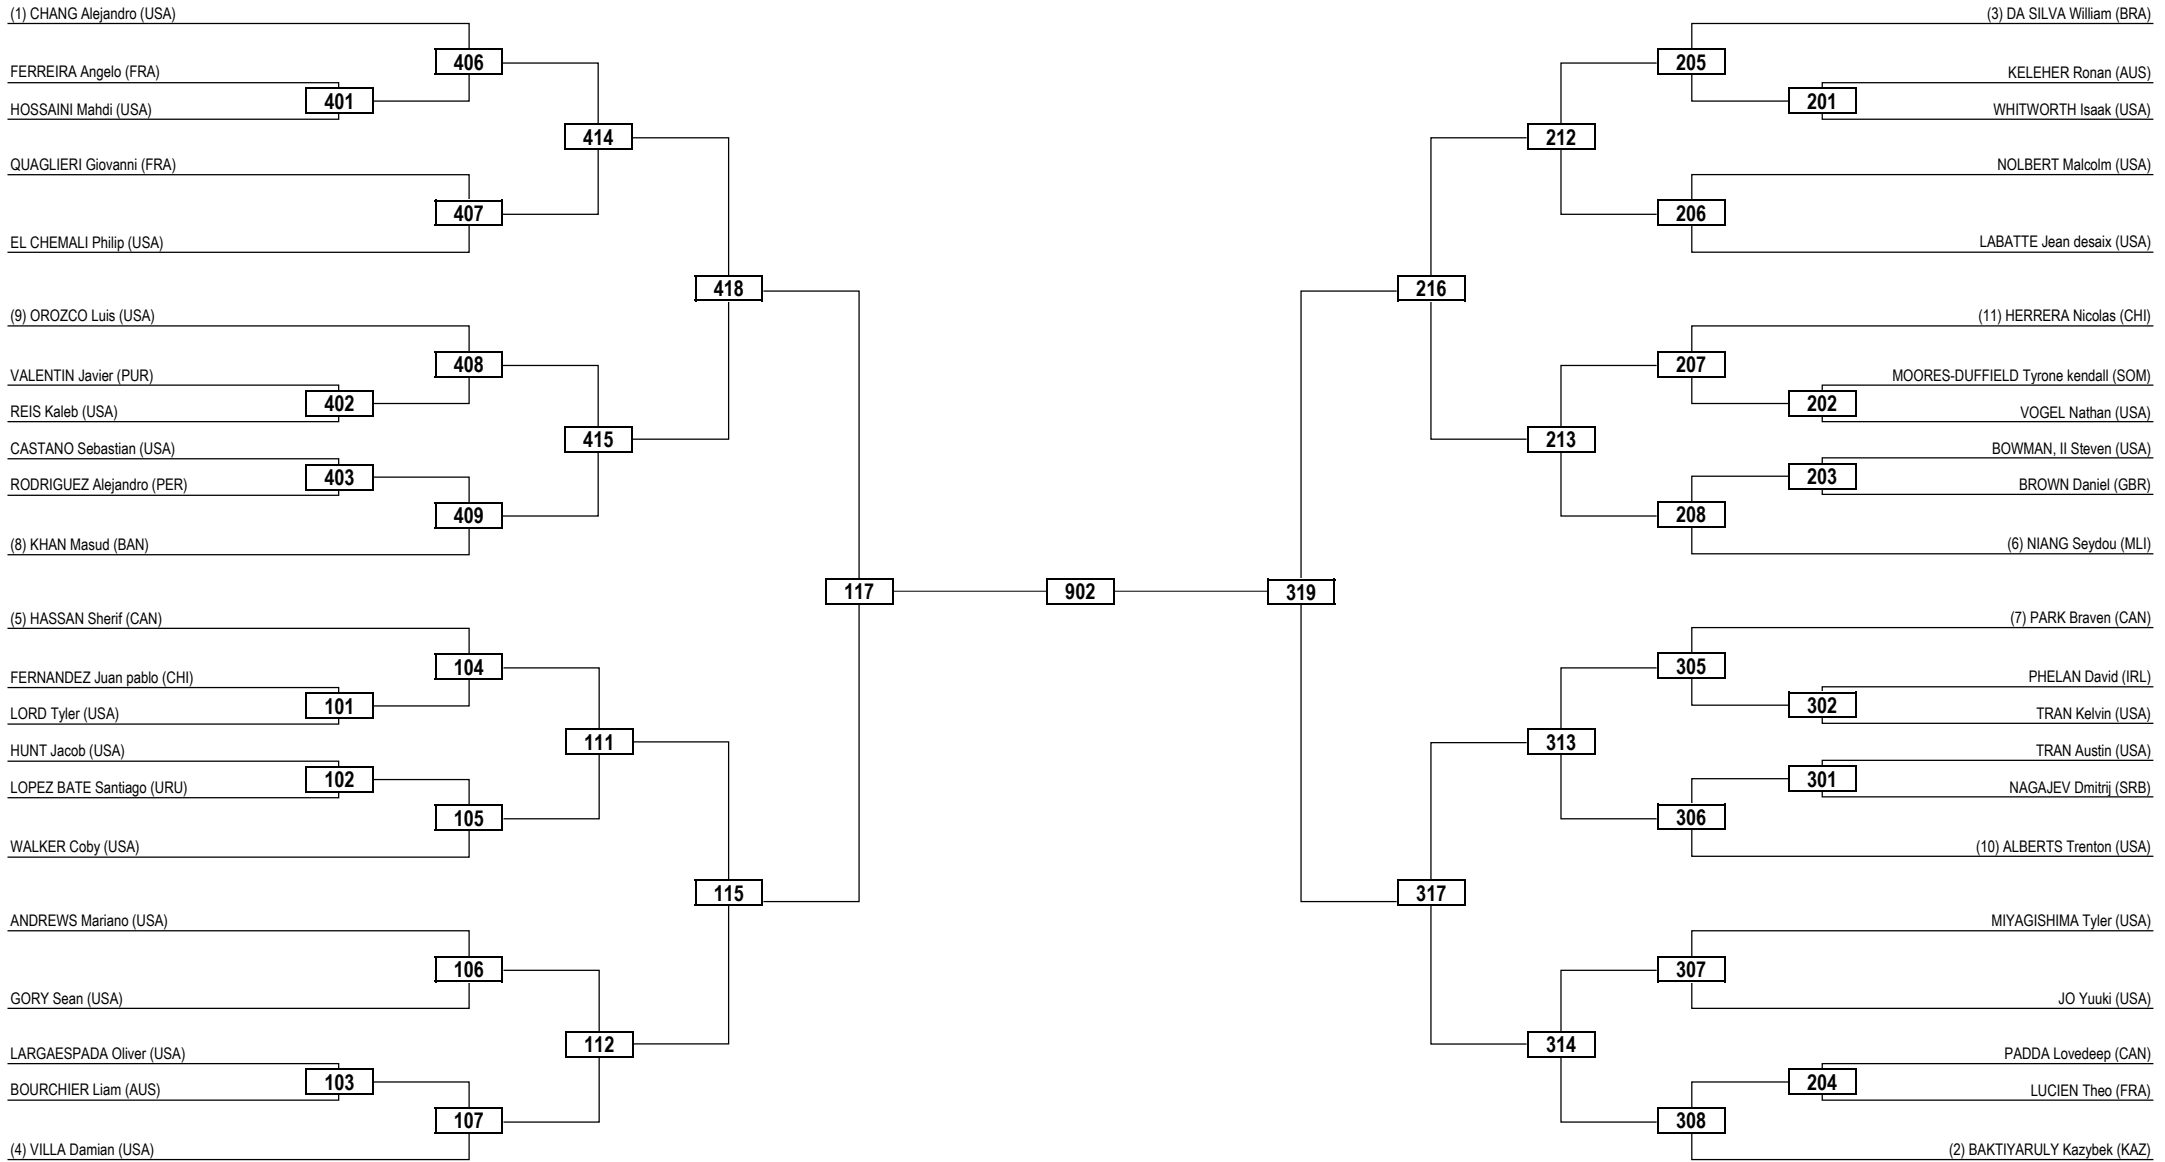 (1) CHANG Alejandro (USA)
406
FERREIRA Angelo (FRA)
401
HOSSAINI Mahdi (USA)
414
QUAGLIERI Giovanni (FRA)
407
EL CHEMALI Philip (USA)
418
(9) OROZCO Luis (USA)
408
VALENTIN Javier (PUR)
402
REIS Kaleb (USA)
415
CASTANO Sebastian (USA)
403
RODRIGUEZ Alejandro (PER)
409
(8) KHAN Masud (BAN)
117
902
(5) HASSAN Sherif (CAN)
104
FERNANDEZ Juan pablo (CHI)
101
LORD Tyler (USA)
111
HUNT Jacob (USA)
102
LOPEZ BATE Santiago (URU)
105
WALKER Coby (USA)
115
ANDREWS Mariano (USA)
106
GORY Sean (USA)
112
LARGAESPADA Oliver (USA)
103
BOURCHIER Liam (AUS)
107
(4) VILLA Damian (USA)
(3) DA SILVA William (BRA)
205
KELEHER Ronan (AUS)
201
WHITWORTH Isaak (USA)
212
NOLBERT Malcolm (USA)
206
LABATTE Jean desaix (USA)
216
(11) HERRERA Nicolas (CHI)
207
MOORES-DUFFIELD Tyrone kendall (SOM)
202
VOGEL Nathan (USA)
213
BOWMAN, II Steven (USA)
203
BROWN Daniel (GBR)
208
(6) NIANG Seydou (MLI)
319
(7) PARK Braven (CAN)
305
PHELAN David (IRL)
302
TRAN Kelvin (USA)
313
TRAN Austin (USA)
301
NAGAJEV Dmitrij (SRB)
306
(10) ALBERTS Trenton (USA)
317
MIYAGISHIMA Tyler (USA)
307
JO Yuuki (USA)
314
PADDA Lovedeep (CAN)
204
LUCIEN Theo (FRA)
308
(2) BAKTIYARULY Kazybek (KAZ)